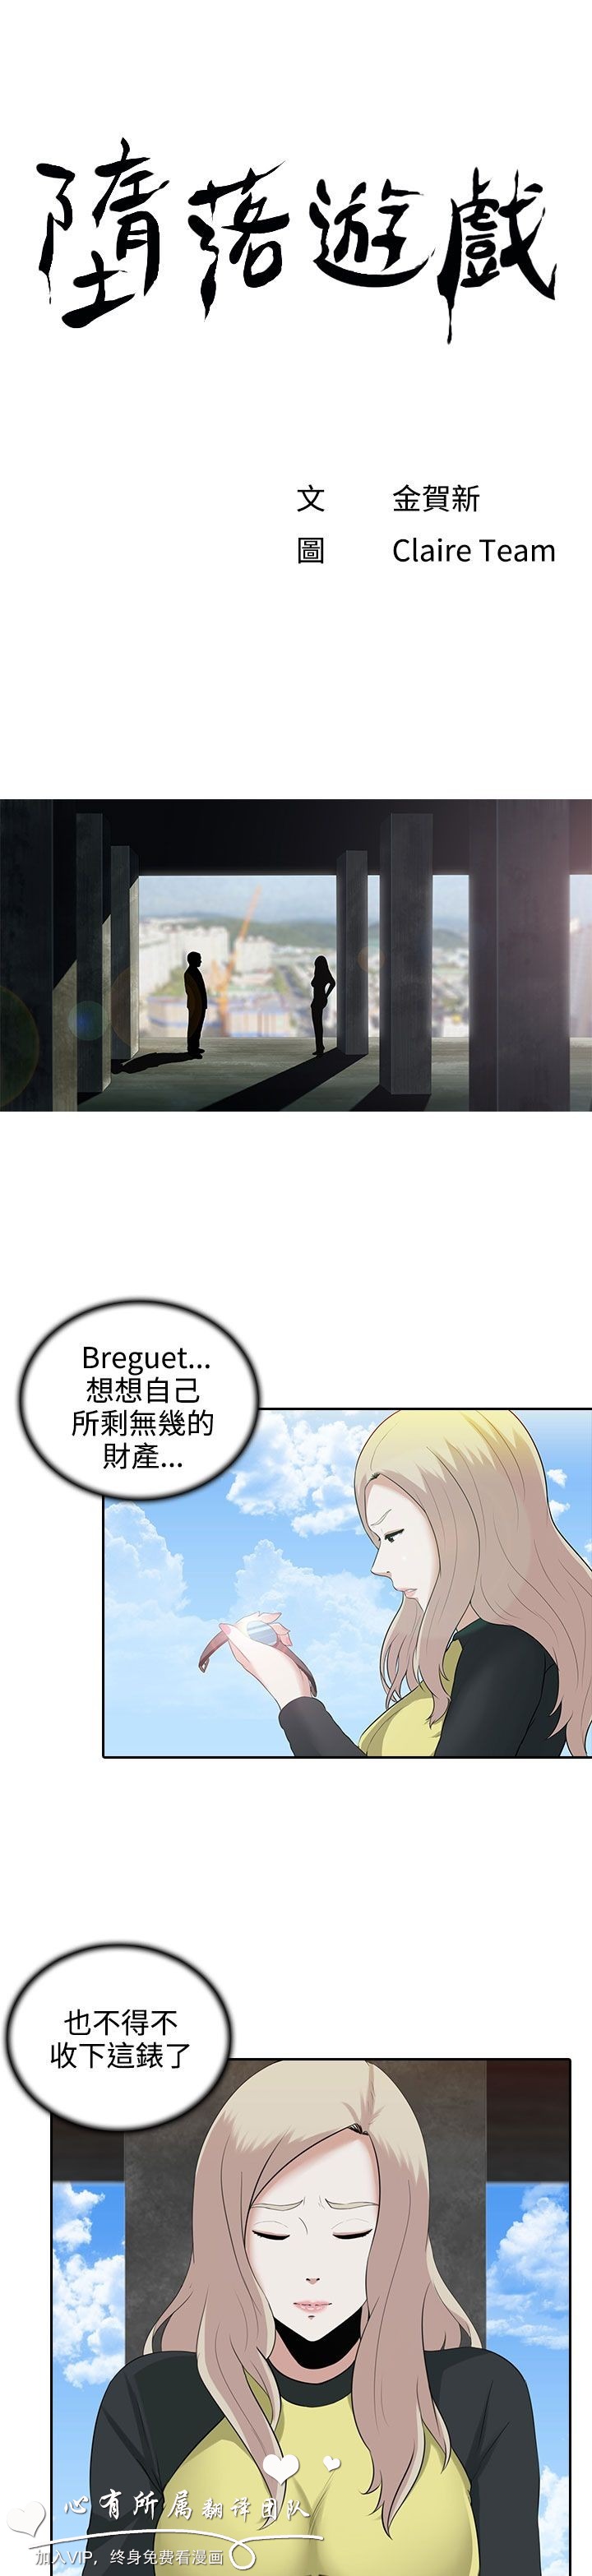 墮落遊戲
文 金賀新
圖 Claire Team
Breguet...
想想自己
所剩無幾的
財產...
也不得不
收下這錶了
心有所属翻译团队
加入VIP，终身免费看漫画